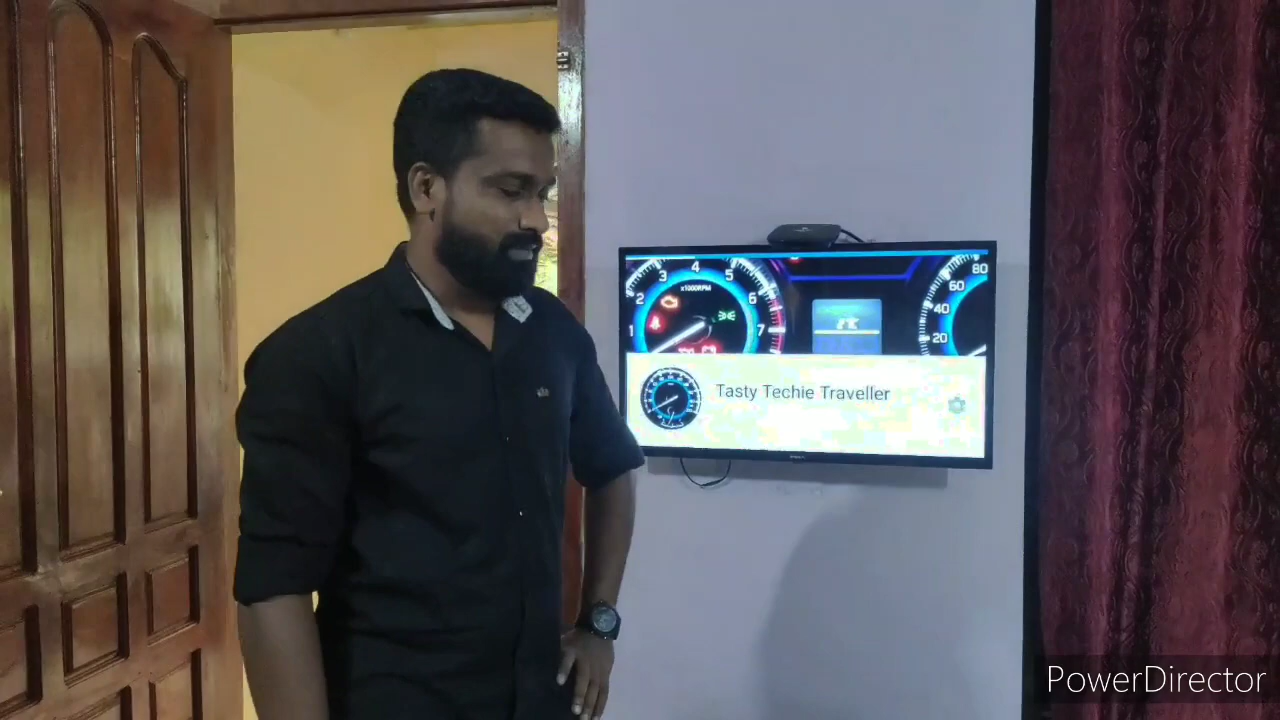 1 2 3 4 5 6 7
x1000RPM
20 40 60 80
Tasty Techie Traveller
PowerDirector